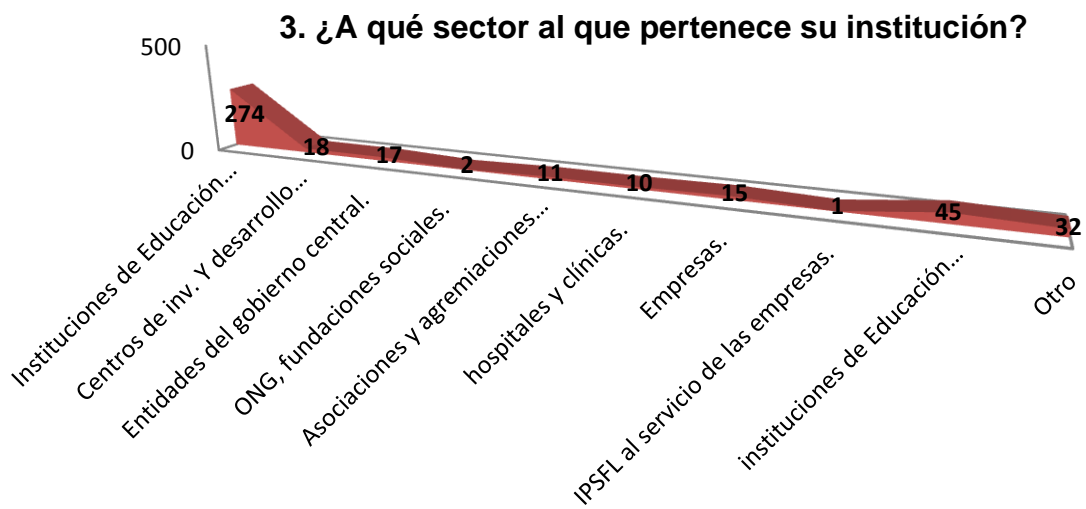 3. ¿A qué sector al que pertenece su institución?
500
0
274
18
17
2
11
10
15
1
45
32
Instituciones de Educación…
Centros de inv. Y desarrollo…
Entidades del gobierno central.
ONG, fundaciones sociales.
Asociaciones y agremiaciones…
hospitales y clínicas.
Empresas.
IPSFL al servicio de las empresas.
instituciones de Educación…
Otro